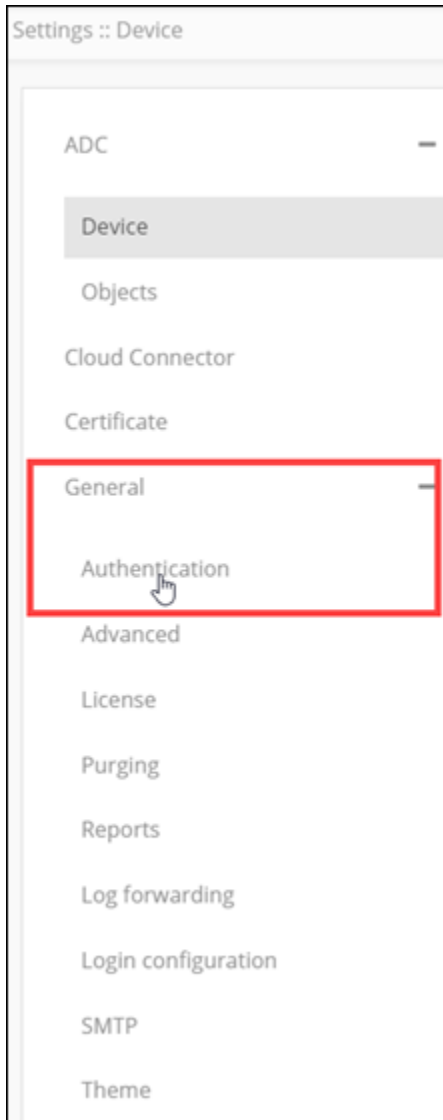 Settings :: Device
ADC
Device
Objects
Cloud Connector
Certificate
General
Authentication
Advanced
License
Purging
Reports
Log forwarding
Login configuration
SMTP
Theme